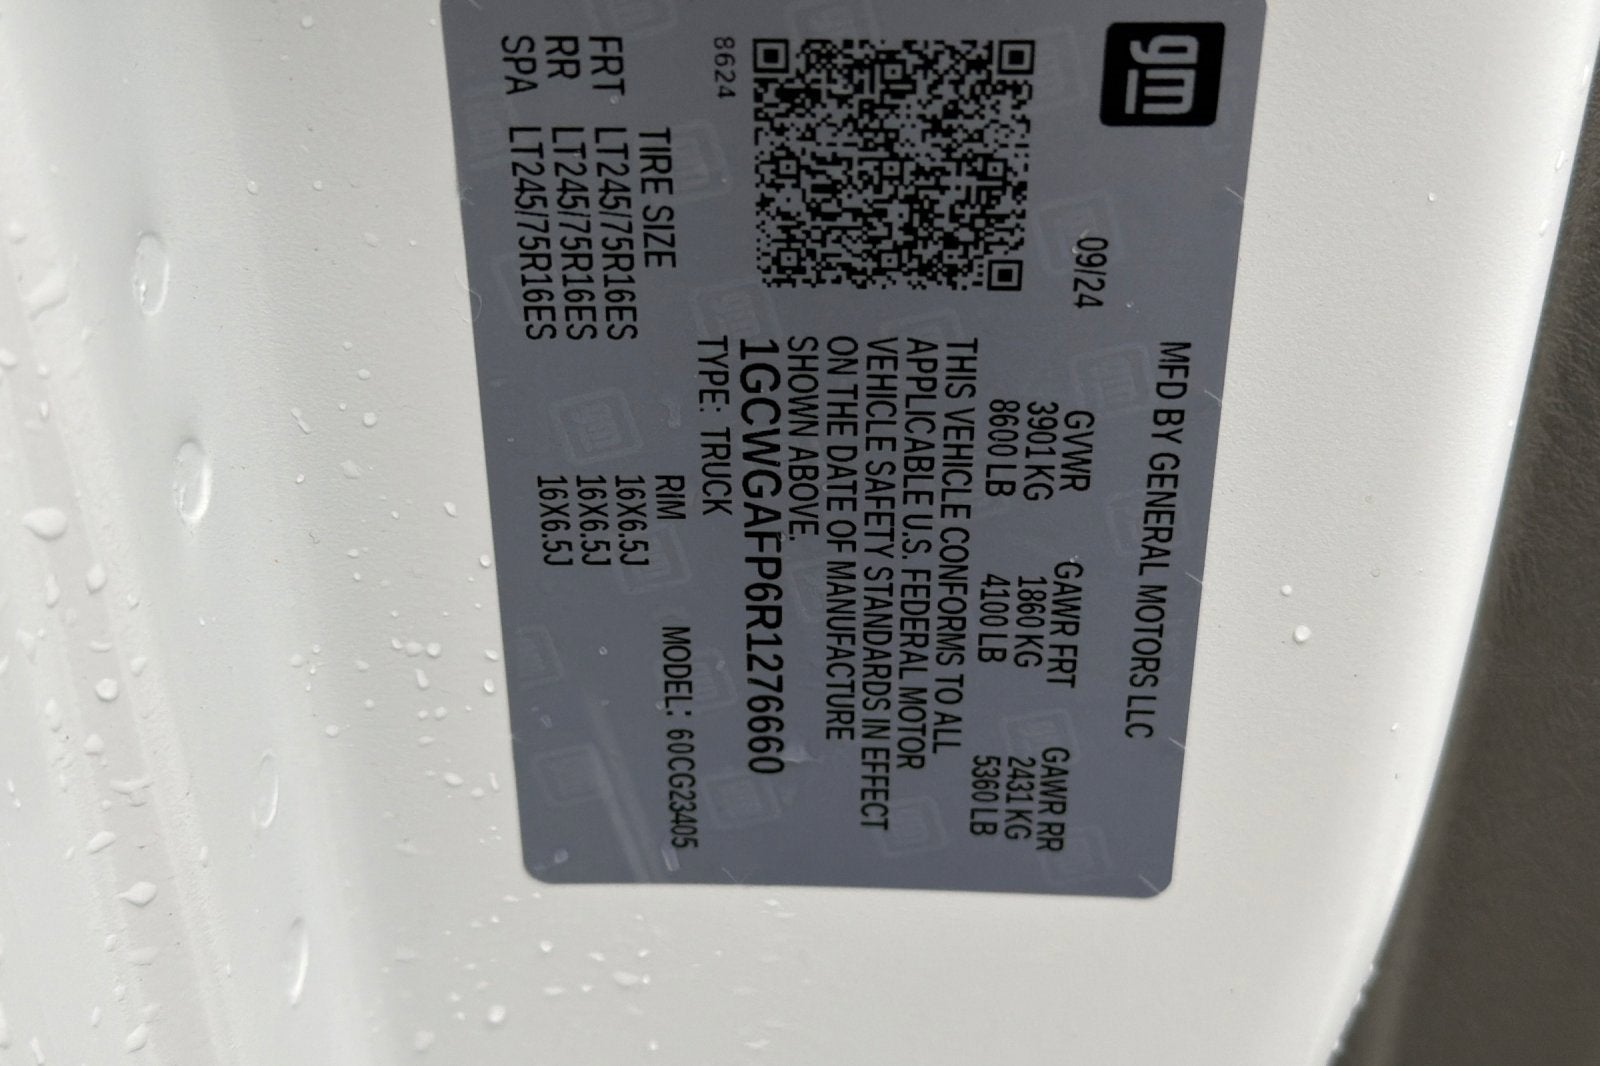 gm
MFD BY GENERAL MOTORS LLC
09/24
GVWR GAWR FRT GAWR RR
3901 KG 1860 KG 2431 KG
8600 LB 4100 LB 5360 LB
THIS VEHICLE CONFORMS TO ALL
APPLICABLE U.S. FEDERAL MOTOR
VEHICLE SAFETY STANDARDS IN EFFECT
ON THE DATE OF MANUFACTURE
SHOWN ABOVE.
1GCWGAFP6R1276660
TYPE: TRUCK
8624
MODEL: 60CG23405
TIRE SIZE RIM
FRT LT245/75R16ES 16X6.5J
RR LT245/75R16ES 16X6.5J
SPA LT245/75R16ES 16X6.5J